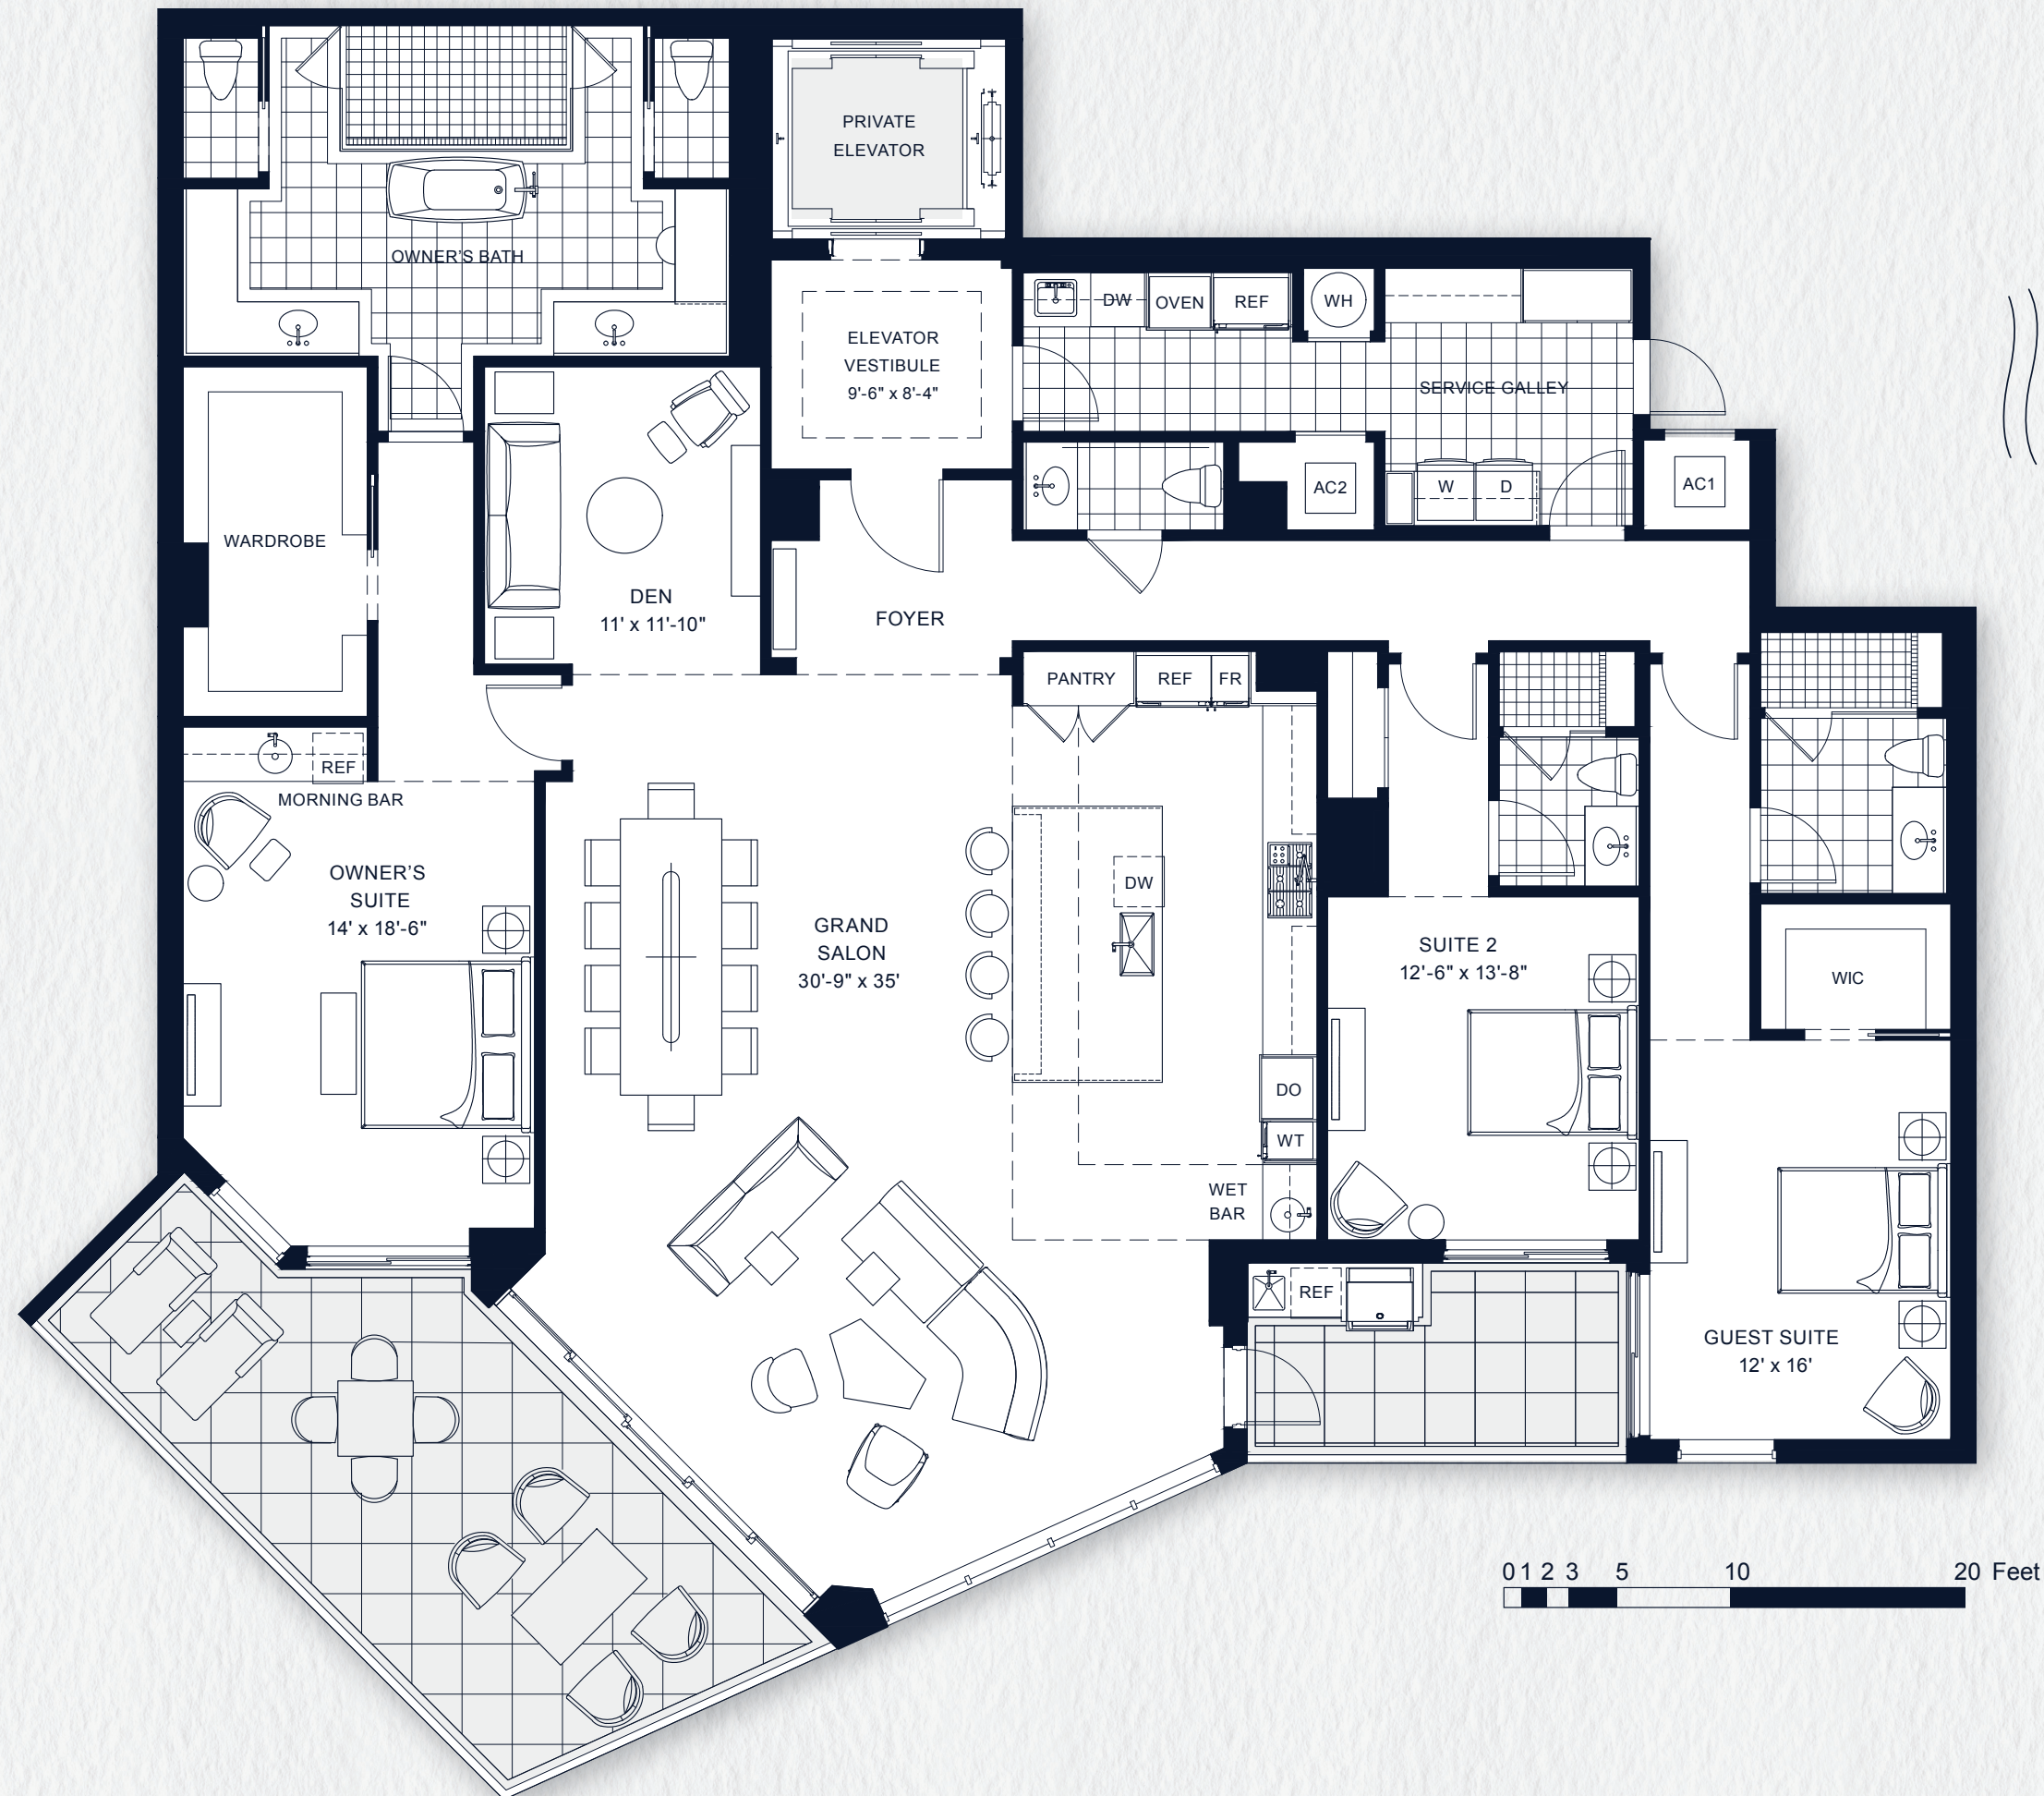 PRIVATE
ELEVATOR
OWNER'S BATH
ELEVATOR
VESTIBULE
9'-6" x 8'-4"
DW
OVEN
REF
WH
SERVICE GALLEY
W
D
AC2
AC1
WARDROBE
DEN
11' x 11'-10"
FOYER
PANTRY
REF
FR
REF
MORNING BAR
OWNER'S
SUITE
14' x 18'-6"
GRAND
SALON
30'-9" x 35'
DW
DO
WT
WET
BAR
SUITE 2
12'-6" x 13'-8"
WIC
REF
GUEST SUITE
12' x 16'
0 1 2 3 5 10 20 Feet